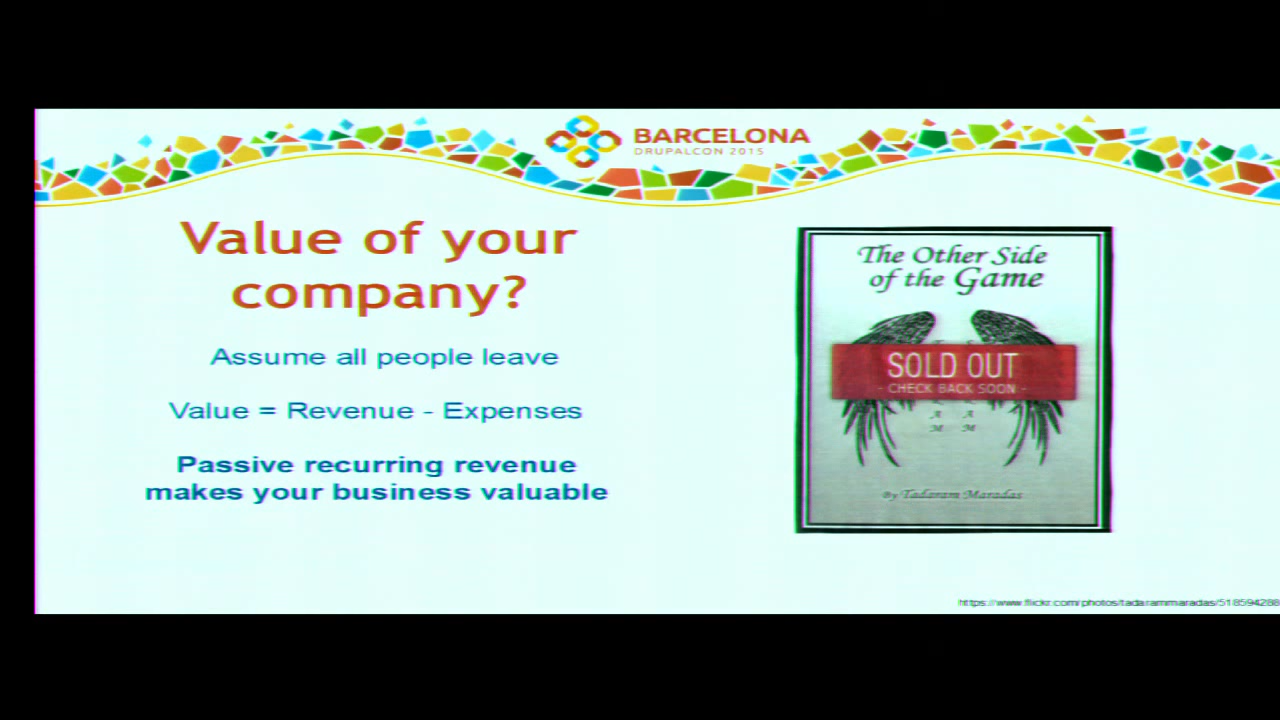 BARCELONA
DRUPALCON 2015
Value of your
company?
Assume all people leave
Value = Revenue - Expenses
Passive recurring revenue
makes your business valuable
The Other Side
of the Game
SOLD OUT
- CHECK BACK SOON -
By Tadaram Maradas
https://www.flickr.com/photos/tadarammaradas/518594288